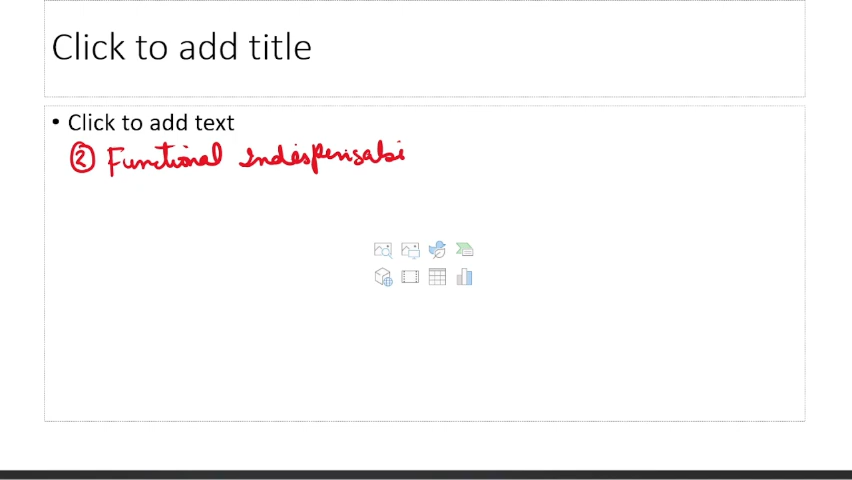 Click to add title
• Click to add text
② Functional Indispensabi